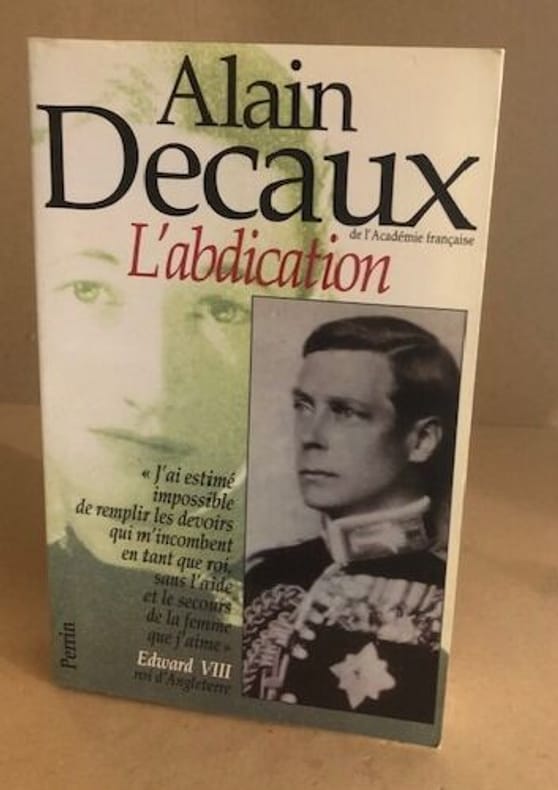 Alain
Decaux
de l'Académie française
L'abdication
« J'ai estimé
impossible
de remplir les devoirs
qui m'incombent
en tant que roi,
sans l'aide
et le secours
de la femme
que j'aime »
Edward VIII
roi d'Angleterre
Perrin